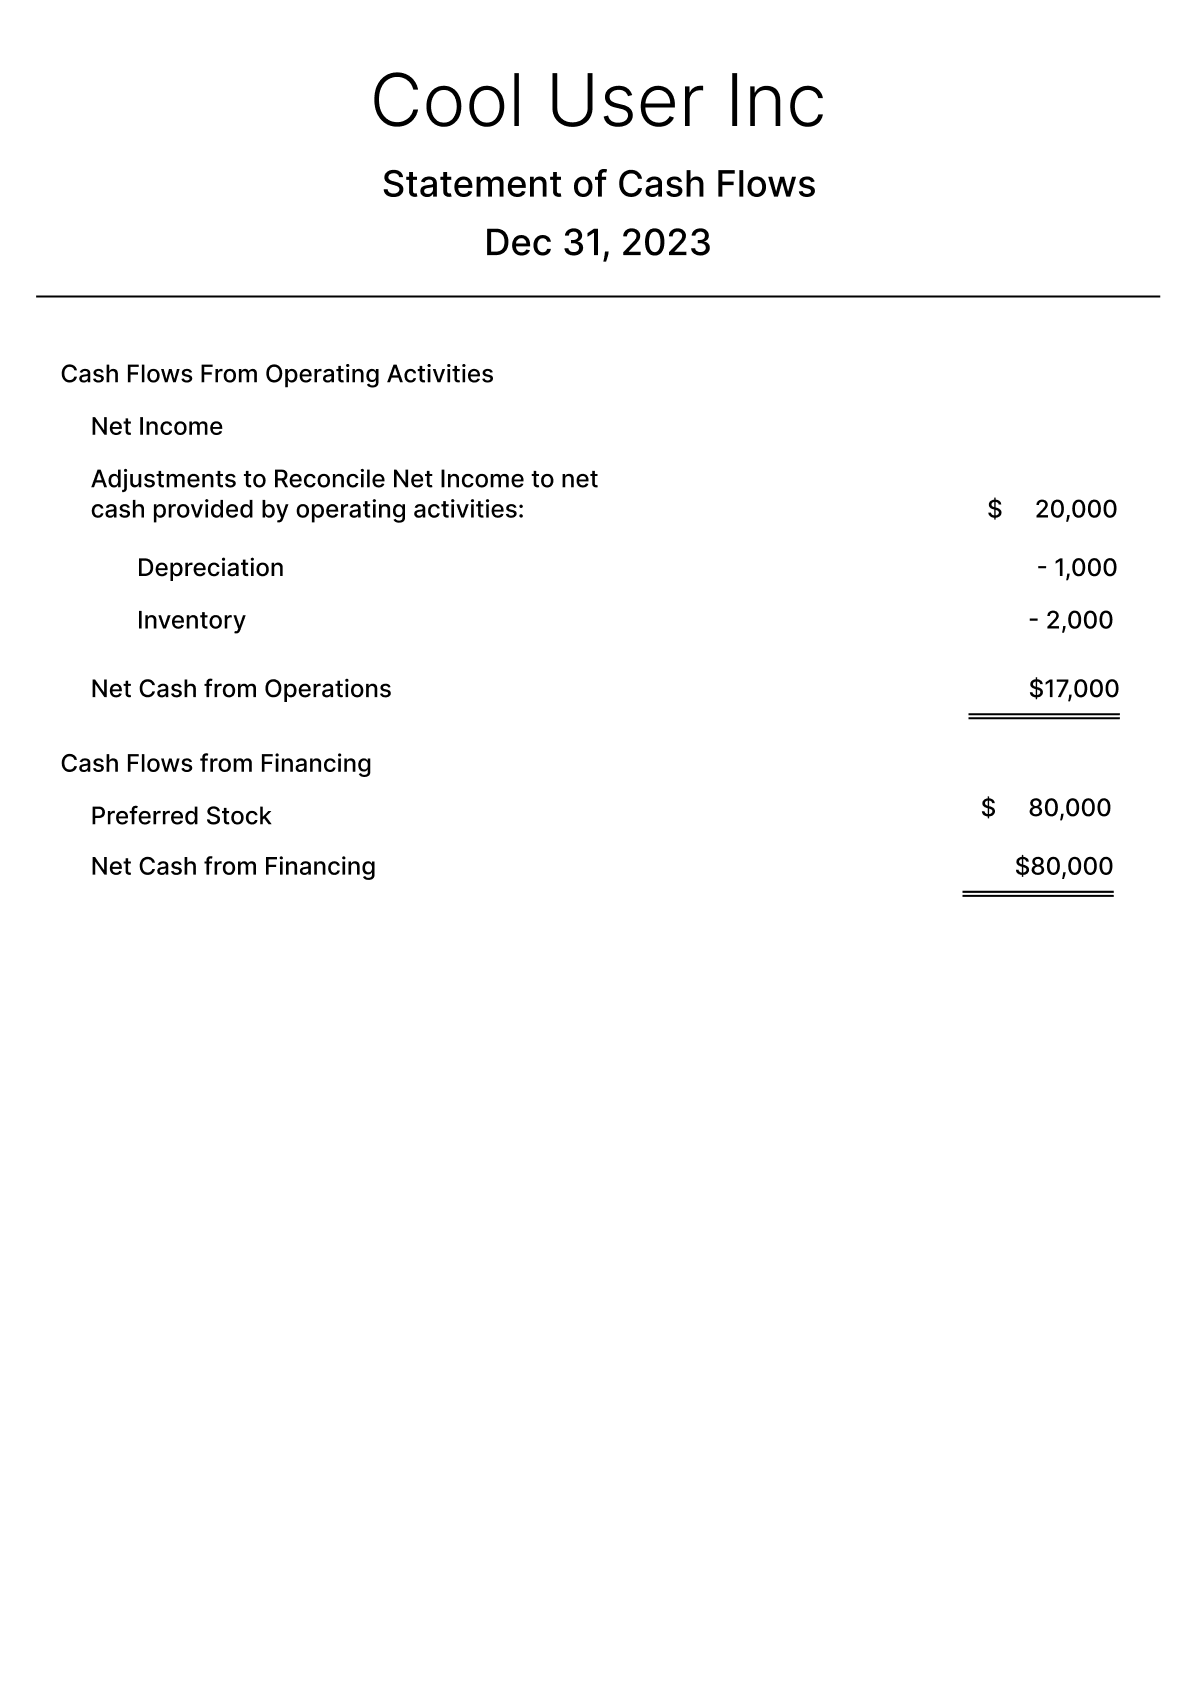 Cool User Inc
Statement of Cash Flows
Dec 31, 2023
Cash Flows From Operating Activities
Net Income
Adjustments to Reconcile Net Income to net
cash provided by operating activities: $ 20,000
Depreciation - 1,000
Inventory - 2,000
Net Cash from Operations $17,000
Cash Flows from Financing
Preferred Stock $ 80,000
Net Cash from Financing $80,000